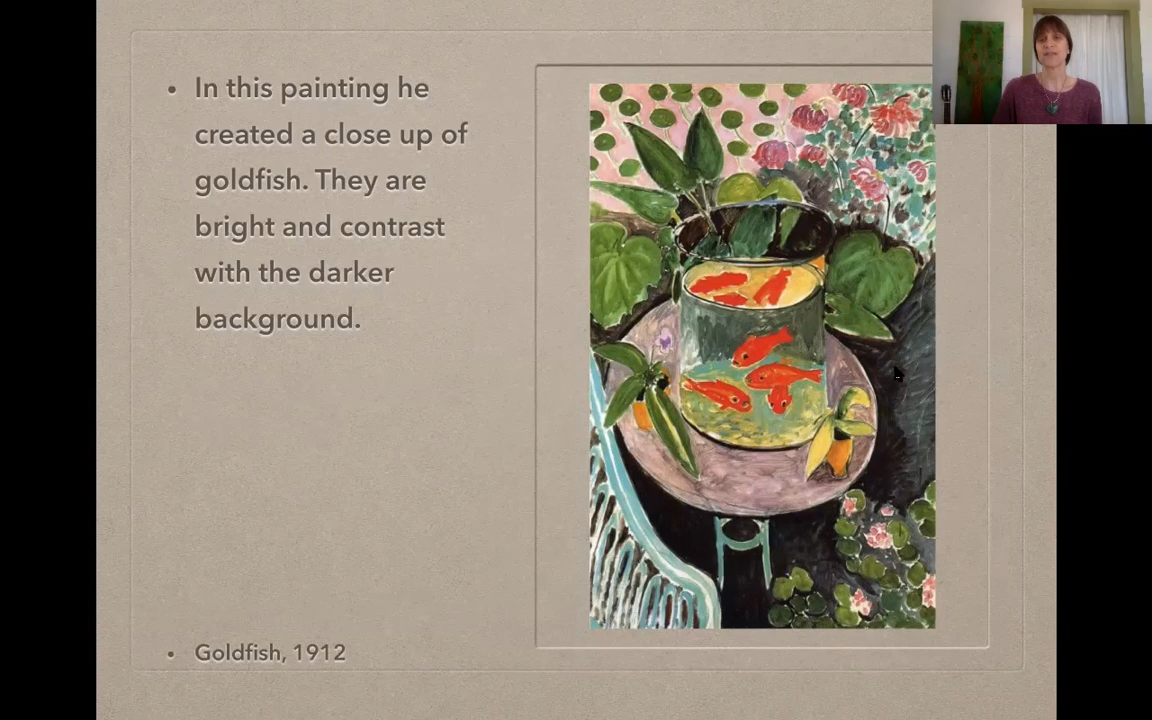 • In this painting he
created a close up of
goldfish. They are
bright and contrast
with the darker
background.
• Goldfish, 1912